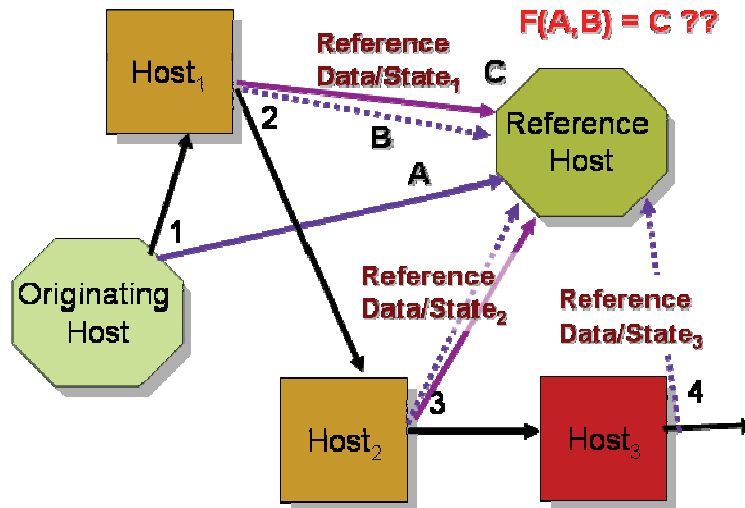 F(A,B) = C ??
Reference
Data/State1
C
Host1
2
B
Reference
Host
A
1
Originating
Host
Reference
Data/State2
Reference
Data/State3
3
4
Host2
Host3